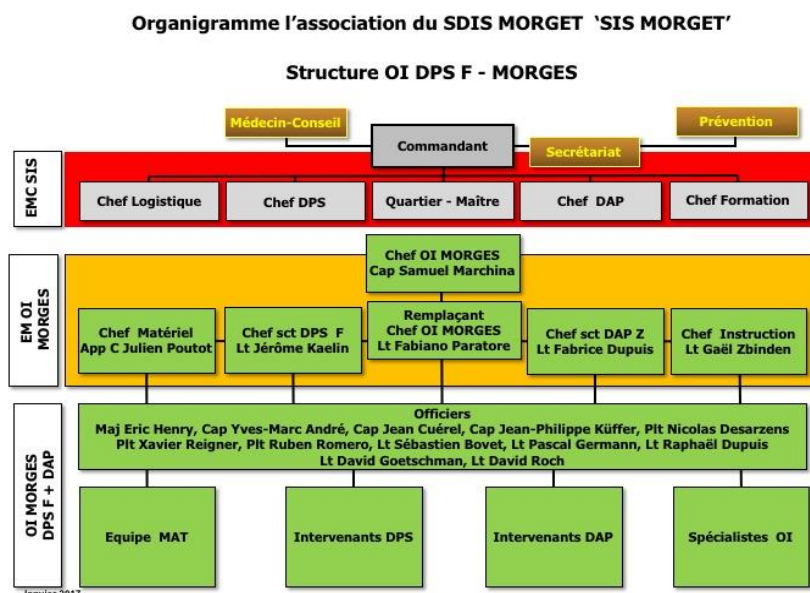 Organigramme l'association du SDIS MORGET 'SIS MORGET'
Structure OI DPS F - MORGES
Médecin-Conseil
Commandant
Secrétariat
Prévention
EMC SIS
Chef Logistique
Chef DPS
Quartier - Maître
Chef DAP
Chef Formation
EM OI
MORGES
Chef OI MORGES
Cap Samuel Marchina
Chef Matériel
App C Julien Poutot
Chef sct DPS F
Lt Jérôme Kaelin
Remplaçant
Chef OI MORGES
Lt Fabiano Paratore
Chef sct DAP Z
Lt Fabrice Dupuis
Chef Instruction
Lt Gaël Zbinden
OI MORGES
DPS F + DAP
Officiers
Maj Eric Henry, Cap Yves-Marc André, Cap Jean Cuérel, Cap Jean-Philippe Küffer, Plt Nicolas Desarzens
Plt Xavier Reigner, Plt Ruben Romero, Lt Sébastien Bovet, Lt Pascal Germann, Lt Raphaël Dupuis
Lt David Goetschman, Lt David Roch
Equipe MAT
Intervenants DPS
Intervenants DAP
Spécialistes OI